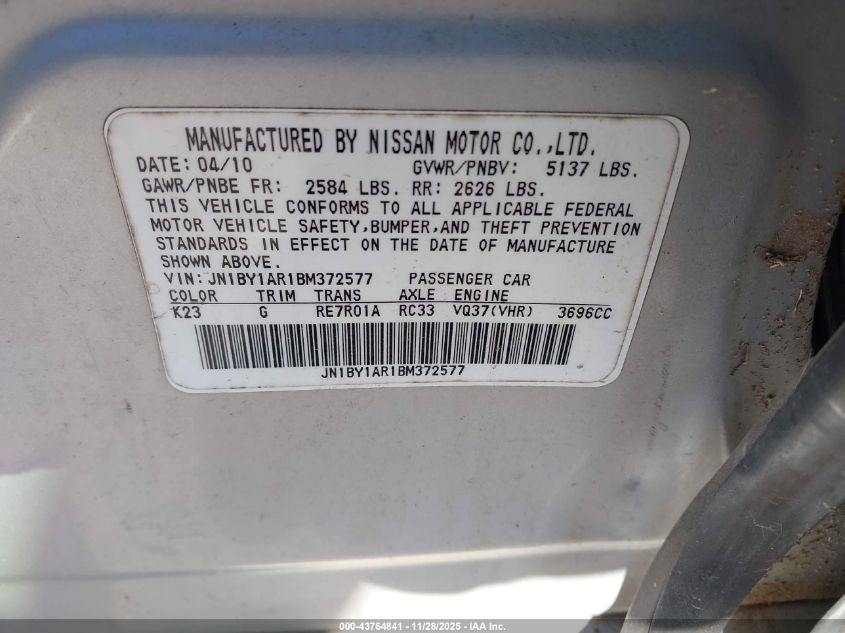 MANUFACTURED BY NISSAN MOTOR CO.,LTD.
DATE: 04/10 GVWR/PNBV: 5137 LBS.
GAWR/PNBE FR: 2584 LBS. RR: 2626 LBS.
THIS VEHICLE CONFORMS TO ALL APPLICABLE FEDERAL
MOTOR VEHICLE SAFETY,BUMPER,AND THEFT PREVENTION
STANDARDS IN EFFECT ON THE DATE OF MANUFACTURE
SHOWN ABOVE.
VIN:JN1BY1AR1BM372577 PASSENGER CAR
COLOR TRIM TRANS AXLE ENGINE
K23 G RE7R01A RC33 VQ37(VHR) 3696CC
JN1BY1AR1BM372577
000-43764841 - 11/28/2025 - IAA Inc.